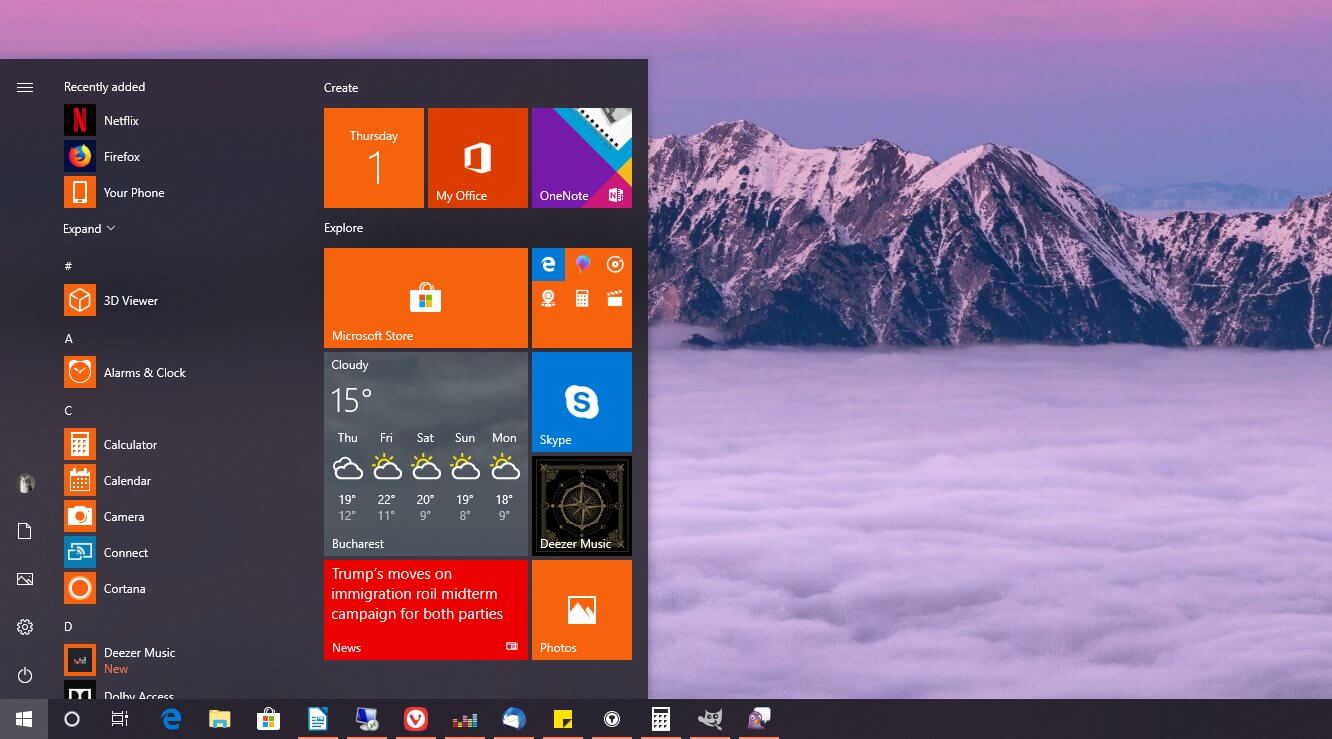 Recently added
Netflix
Firefox
Your Phone
Expand
#
3D Viewer
A
Alarms & Clock
C
Calculator
Calendar
Camera
Connect
Cortana
D
Deezer Music
New
Dolby Access
Create
Thursday
1
My Office
OneNote
Explore
Microsoft Store
Cloudy
15°
Thu Fri Sat Sun Mon
19° 22° 20° 19° 18°
12° 11° 9° 8° 9°
Bucharest
Skype
Deezer Music
Trump's moves on
immigration roil midterm
campaign for both parties
News
Photos